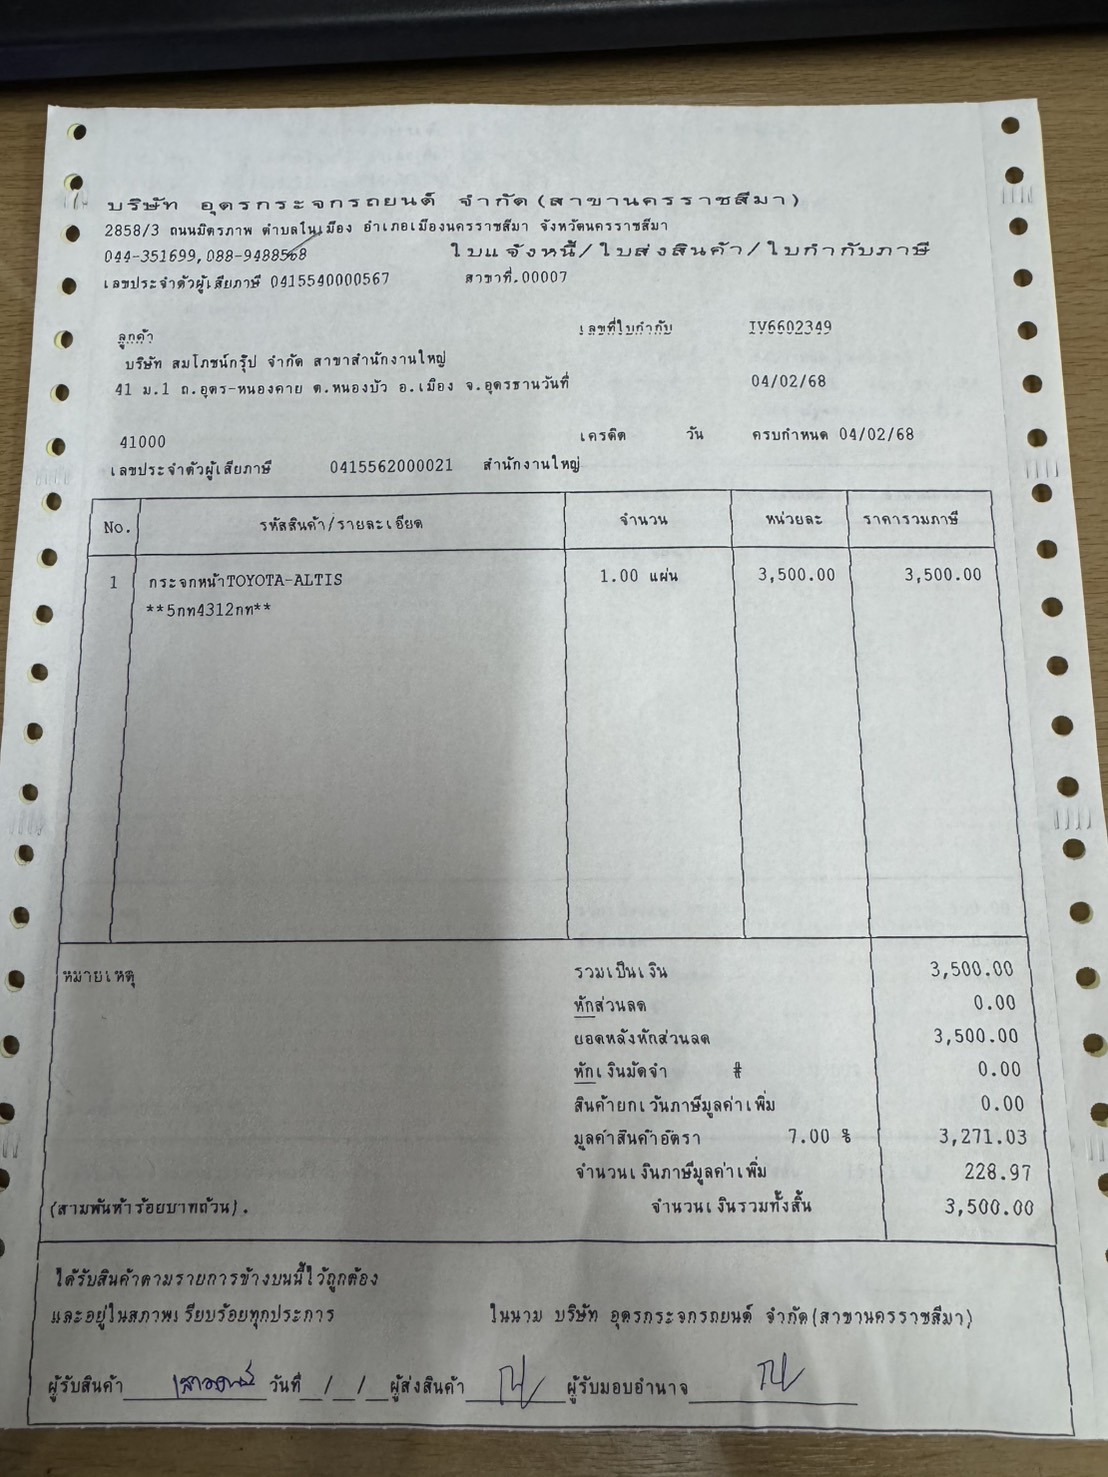 บริษัท อุดรกระจกรถยนต์ จำกัด(สาขานครราชสีมา)
2858/3 ถนนมิตรภาพ ตำบลในเมือง อำเภอเมืองนครราชสีมา จังหวัดนครราชสีมา
044-351699,088-9488568 ใบแจ้งหนี้/ใบส่งสินค้า/ใบกำกับภาษี
เลขประจำตัวผู้เสียภาษี 0415540000567 สาขาที่.00007
ลูกค้า เลขที่ใบกำกับ IV6602349
บริษัท สมโภชน์กรุ๊ป จำกัด สาขาสำนักงานใหญ่
41 ม.1 ถ.อุดร-หนองคาย ต.หนองบัว อ.เมือง จ.อุดรธานวันที่ 04/02/68
41000 เครดิต วัน ครบกำหนด 04/02/68
เลขประจำตัวผู้เสียภาษี 0415562000021 สำนักงานใหญ่
No. รหัสสินค้า/รายละเอียด จำนวน หน่วยละ ราคารวมภาษี
1 กระจกหน้าTOYOTA-ALTIS 1.00 แผ่น 3,500.00 3,500.00
**5กท4312กท**
หมายเหตุ รวมเป็นเงิน 3,500.00
หักส่วนลด 0.00
ยอดหลังหักส่วนลด 3,500.00
หักเงินมัดจำ # 0.00
สินค้ายกเว้นภาษีมูลค่าเพิ่ม 0.00
มูลค่าสินค้าอัตรา 7.00 % 3,271.03
จำนวนเงินภาษีมูลค่าเพิ่ม 228.97
(สามพันห้าร้อยบาทถ้วน). จำนวนเงินรวมทั้งสิ้น 3,500.00
ได้รับสินค้าตามรายการข้างบนนี้ไว้ถูกต้อง
และอยู่ในสภาพเรียบร้อยทุกประการ ในนาม บริษัท อุดรกระจกรถยนต์ จำกัด(สาขานครราชสีมา)
ผู้รับสินค้า วันที่ / / ผู้ส่งสินค้า ผู้รับมอบอำนาจ